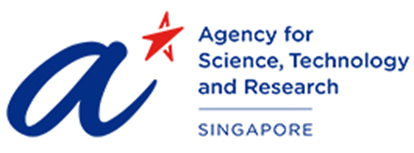 a
Agency for
Science, Technology
and Research
SINGAPORE